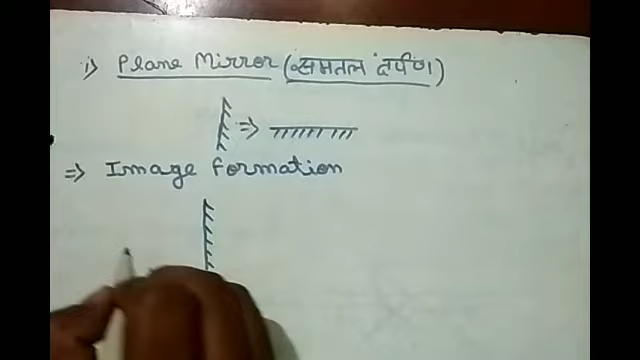 i) Plane Mirror (समतल दर्पण)
⇒
⇒ Image formation